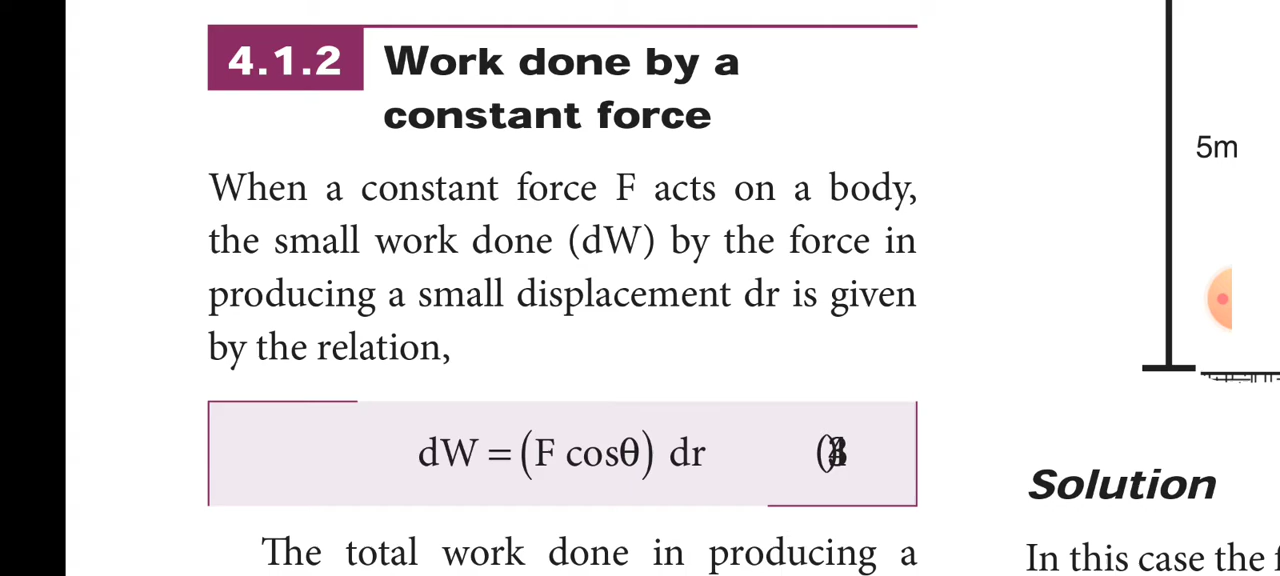 4.1.2 Work done by a
constant force
When a constant force F acts on a body,
the small work done (dW) by the force in
producing a small displacement dr is given
by the relation,
dW = (F cosθ) dr
The total work done in producing a
5m
Solution
In this case the